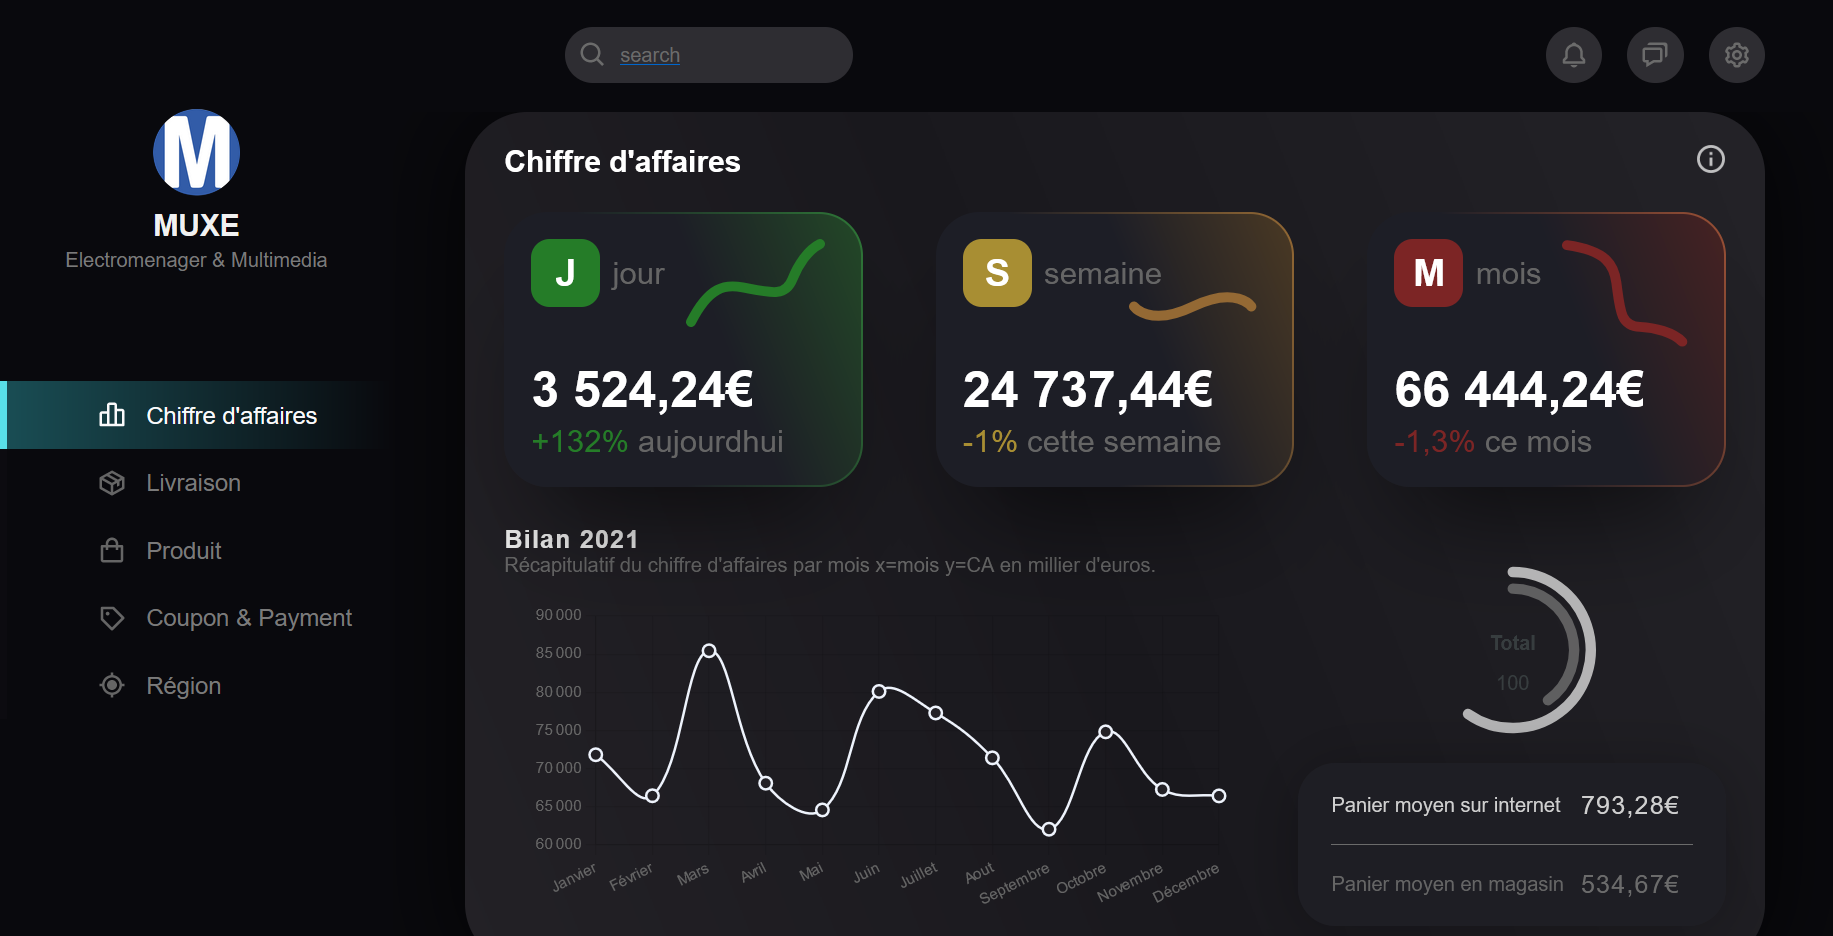 search
M
MUXE
Electromenager & Multimedia
Chiffre d'affaires
Livraison
Produit
Coupon & Payment
Région
Chiffre d'affaires
J jour
3 524,24€
+132% aujourdhui
S semaine
24 737,44€
-1% cette semaine
M mois
66 444,24€
-1,3% ce mois
Bilan 2021
Récapitulatif du chiffre d'affaires par mois x=mois y=CA en millier d'euros.
90 000
85 000
80 000
75 000
70 000
65 000
60 000
Janvier Février Mars Avril Mai Juin Juillet Aout Septembre Octobre Novembre Décembre
Total
100
Panier moyen sur internet 793,28€
Panier moyen en magasin 534,67€